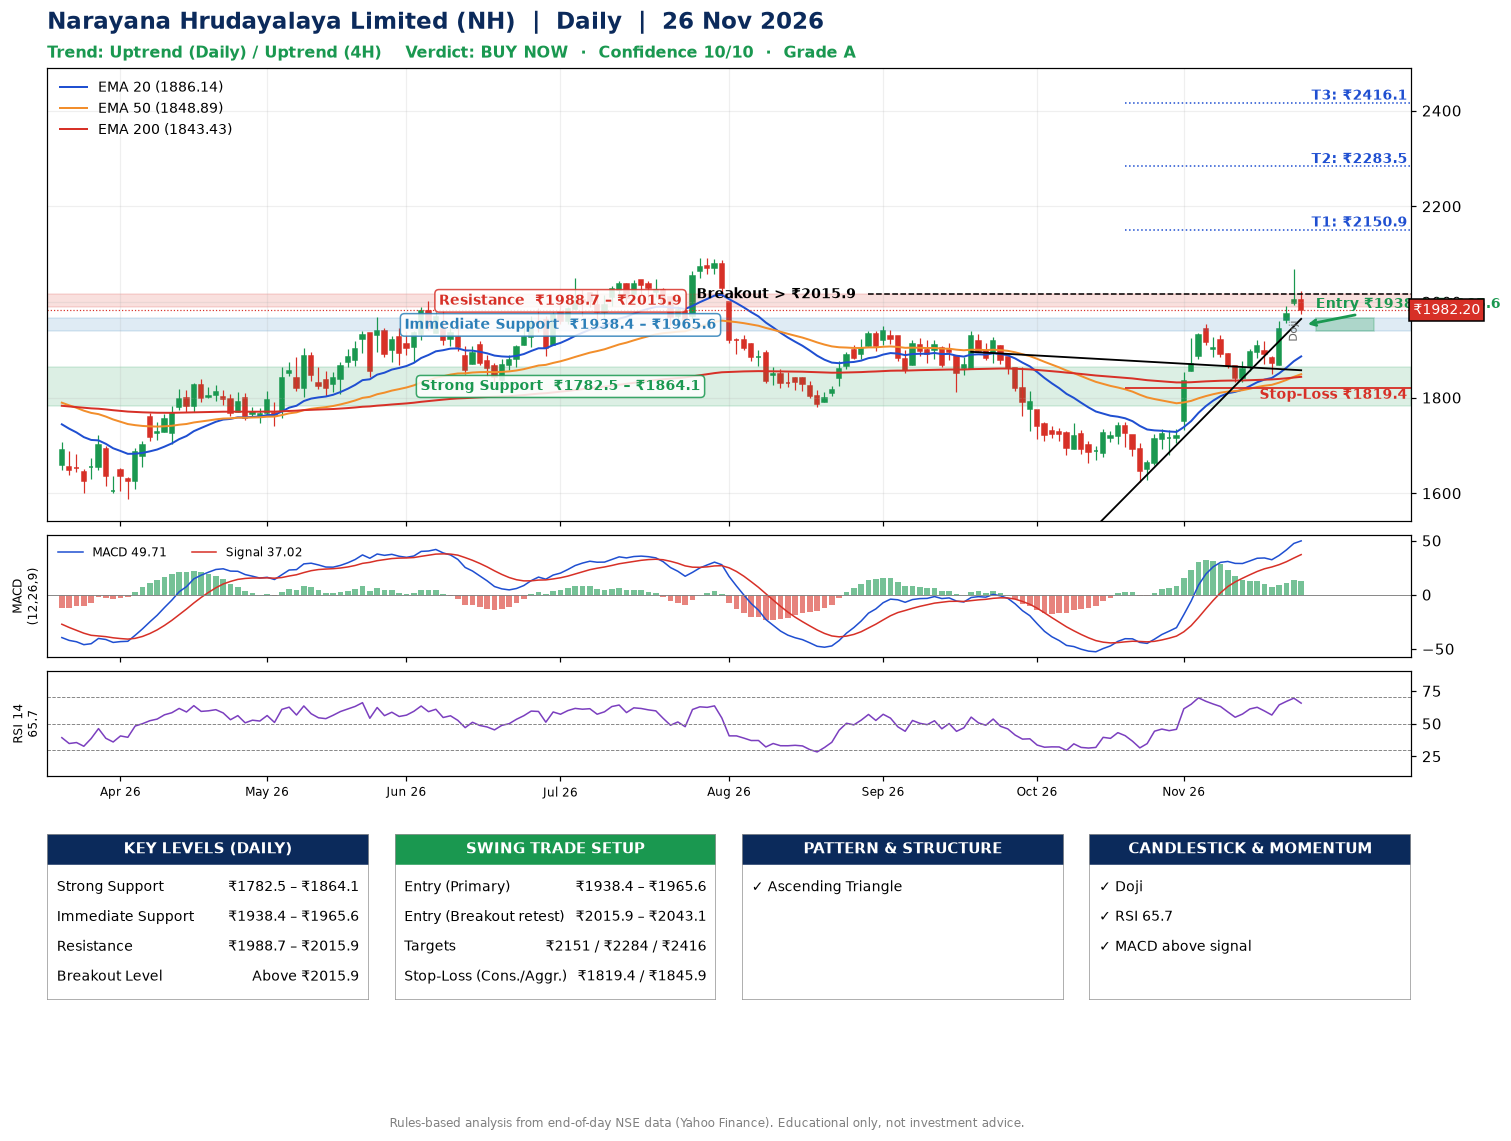 Narayana Hrudayalaya Limited (NH) | Daily | 26 Nov 2026
Trend: Uptrend (Daily) / Uptrend (4H) Verdict: BUY NOW · Confidence 10/10 · Grade A
EMA 20 (1886.14)
EMA 50 (1848.89)
EMA 200 (1843.43)
T3: ₹2416.1
2400
T2: ₹2283.5
T1: ₹2150.9
2200
Breakout > ₹2015.9
Resistance ₹1988.7 – ₹2015.9
Entry ₹1938
.6
₹1982.20
Immediate Support ₹1938.4 – ₹1965.6
Doji
Strong Support ₹1782.5 – ₹1864.1
Stop-Loss ₹1819.4
1800
1600
MACD 49.71
Signal 37.02
MACD
(12,26,9)
50
0
−50
RSI 14
65.7
75
50
25
Apr 26
May 26
Jun 26
Jul 26
Aug 26
Sep 26
Oct 26
Nov 26
KEY LEVELS (DAILY)
Strong Support ₹1782.5 – ₹1864.1
Immediate Support ₹1938.4 – ₹1965.6
Resistance ₹1988.7 – ₹2015.9
Breakout Level Above ₹2015.9
SWING TRADE SETUP
Entry (Primary) ₹1938.4 – ₹1965.6
Entry (Breakout retest) ₹2015.9 – ₹2043.1
Targets ₹2151 / ₹2284 / ₹2416
Stop-Loss (Cons./Aggr.) ₹1819.4 / ₹1845.9
PATTERN & STRUCTURE
✓ Ascending Triangle
CANDLESTICK & MOMENTUM
✓ Doji
✓ RSI 65.7
✓ MACD above signal
Rules-based analysis from end-of-day NSE data (Yahoo Finance). Educational only, not investment advice.